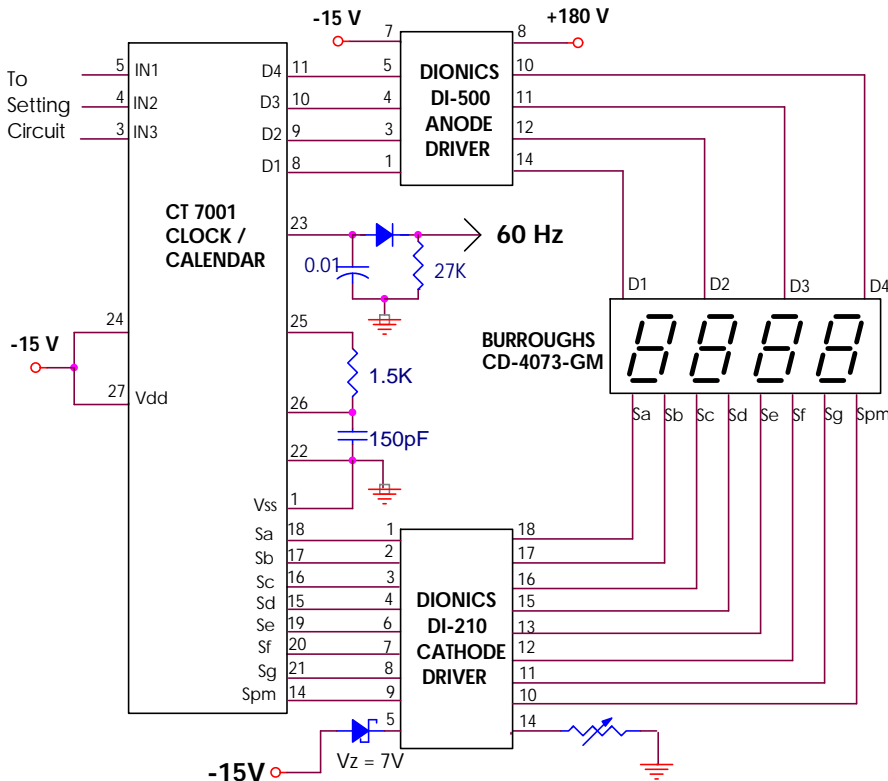 -15 V
7
8
+180 V
To
Setting
Circuit
5
IN1
4
IN2
3
IN3
D4
11
D3
10
D2
9
D1
8
5
4
3
1
DIONICS
DI-500
ANODE
DRIVER
10
11
12
14
CT 7001
CLOCK /
CALENDAR
23
60 Hz
0.01
27K
D1
D2
D3
D4
-15 V
24
27
Vdd
25
1.5K
26
150pF
22
Vss
1
BURROUGHS
CD-4073-GM
Sa
Sb
Sc
Sd
Se
Sf
Sg
Spm
Sa
18
Sb
17
Sc
16
Sd
15
Se
19
Sf
20
Sg
21
Spm
14
1
2
3
4
6
7
8
9
5
DIONICS
DI-210
CATHODE
DRIVER
18
17
16
15
13
12
11
10
14
-15V
Vz = 7V